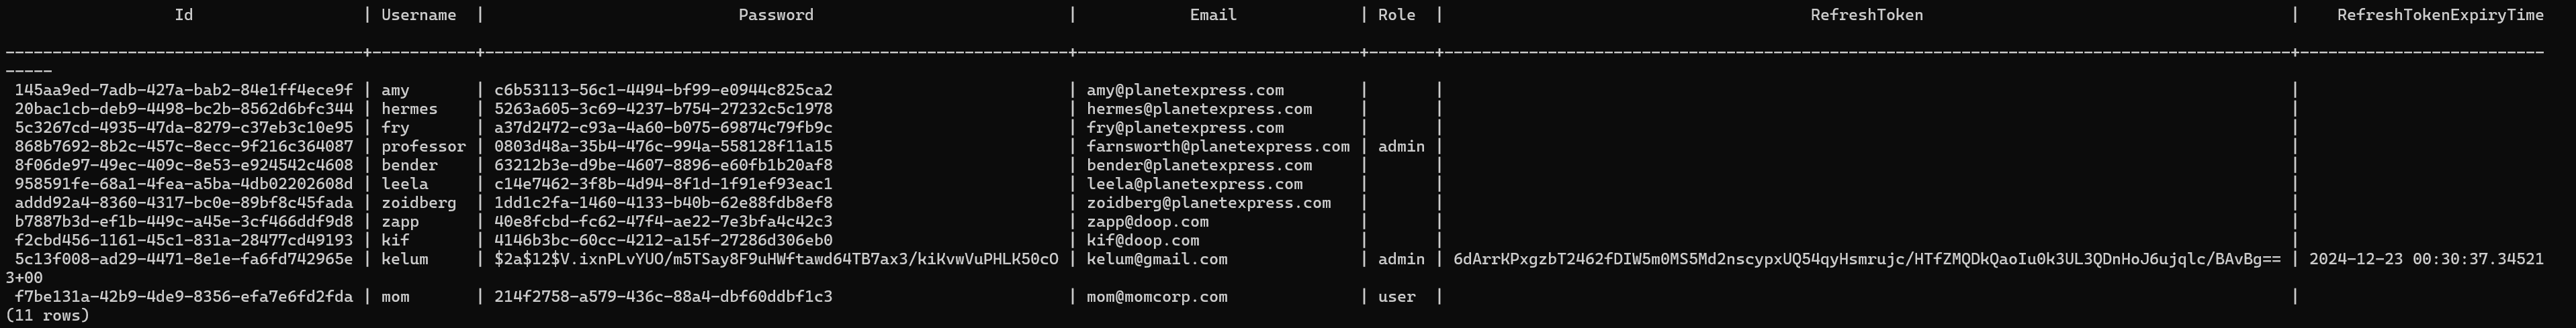 Id | Username | Password | Email | Role | RefreshToken | RefreshTokenExpiryTime
--------------------------------------+-----------+---------------------------------------------------------------+------------------------------+-------+------------------------------------------------------------------------------------------+--------------------------
-----
145aa9ed-7adb-427a-bab2-84e1ff4ece9f | amy | c6b53113-56c1-4494-bf99-e0944c825ca2 | amy@planetexpress.com | | |
20bac1cb-deb9-4498-bc2b-8562d6bfc344 | hermes | 5263a605-3c69-4237-b754-27232c5c1978 | hermes@planetexpress.com | | |
5c3267cd-4935-47da-8279-c37eb3c10e95 | fry | a37d2472-c93a-4a60-b075-69874c79fb9c | fry@planetexpress.com | | |
868b7692-8b2c-457c-8ecc-9f216c364087 | professor | 0803d48a-35b4-476c-994a-558128f11a15 | farnsworth@planetexpress.com | admin | |
8f06de97-49ec-409c-8e53-e924542c4608 | bender | 63212b3e-d9be-4607-8896-e60fb1b20af8 | bender@planetexpress.com | | |
958591fe-68a1-4fea-a5ba-4db02202608d | leela | c14e7462-3f8b-4d94-8f1d-1f91ef93eac1 | leela@planetexpress.com | | |
addd92a4-8360-4317-bc0e-89bf8c45fada | zoidberg | 1dd1c2fa-1460-4133-b40b-62e88fdb8ef8 | zoidberg@planetexpress.com | | |
b7887b3d-ef1b-449c-a45e-3cf466ddf9d8 | zapp | 40e8fcbd-fc62-47f4-ae22-7e3bfa4c42c3 | zapp@doop.com | | |
f2cbd456-1161-45c1-831a-28477cd49193 | kif | 4146b3bc-60cc-4212-a15f-27286d306eb0 | kif@doop.com | | |
5c13f008-ad29-4471-8e1e-fa6fd742965e | kelum | $2a$12$V.ixnPLvYUO/m5TSay8F9uHWftawd64TB7ax3/kiKvwVuPHLK50cO | kelum@gmail.com | admin | 6dArrKPxgzbT2462fDIW5m0MS5Md2nscypxUQ54qyHsmrujc/HTfZMQDkQaoIu0k3UL3QDnHoJ6ujqlc/BAvBg== | 2024-12-23 00:30:37.34521
3+00
f7be131a-42b9-4de9-8356-efa7e6fd2fda | mom | 214f2758-a579-436c-88a4-dbf60ddbf1c3 | mom@momcorp.com | user | |
(11 rows)